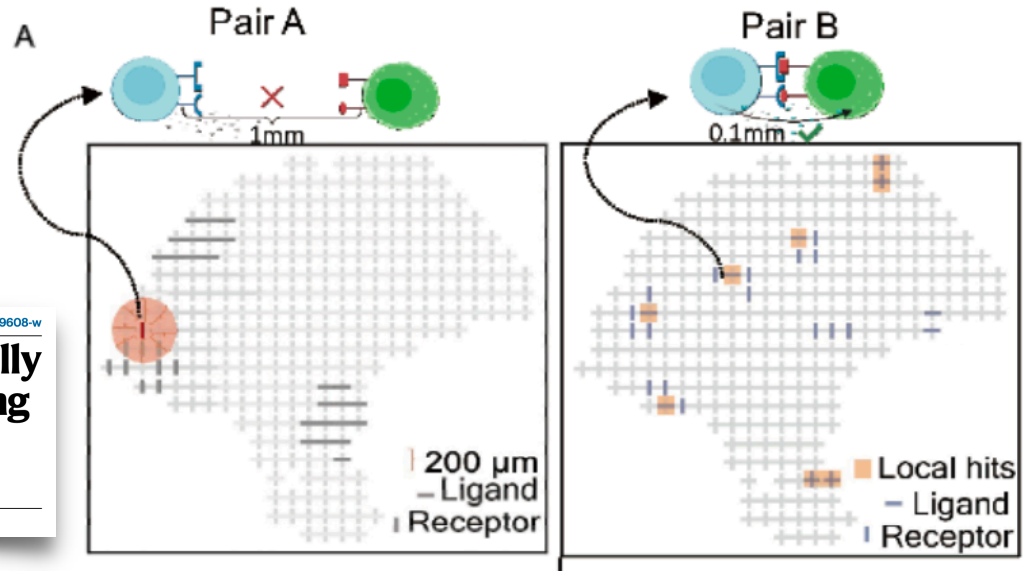 A
Pair A
Pair B
1mm
0.1mm
9608-w
lly
ng
200 μm
Ligand
Receptor
Local hits
Ligand
Receptor